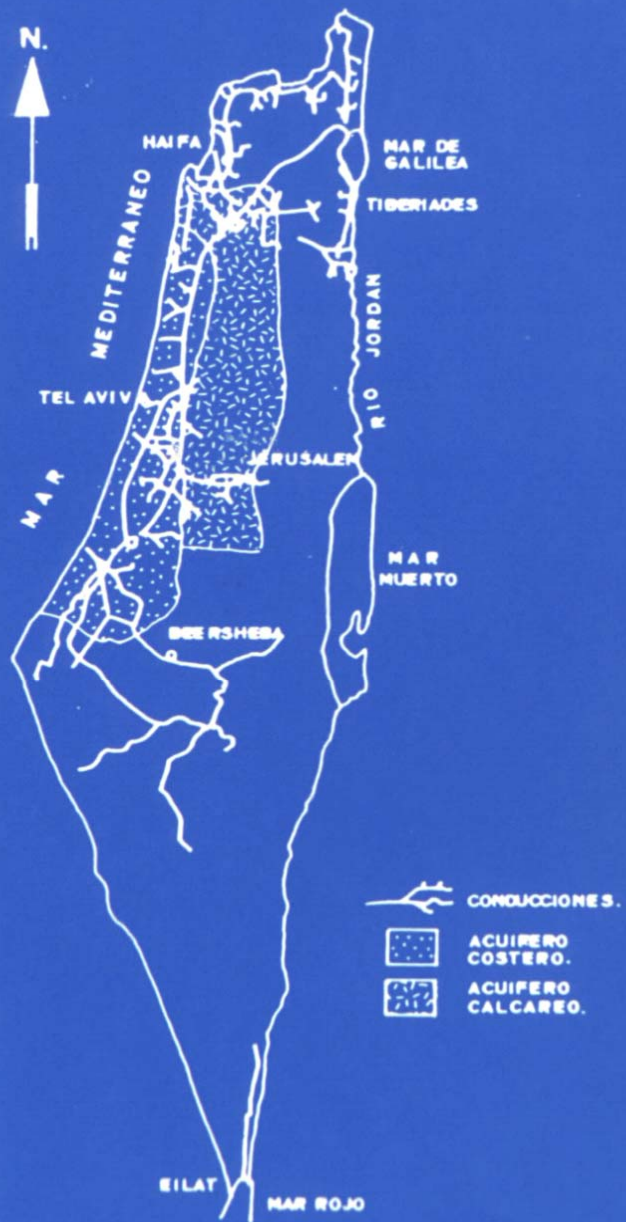 N.
HAIFA
MAR DE
GALILEA
TIBERIADES
MEDITERRANEO
RIO JORDAN
TEL AVIV
JERUSALEN
MAR
MAR
MUERTO
BEERSHEBA
CONDUCCIONES.
ACUIFERO
COSTERO.
ACUIFERO
CALCAREO.
EILAT
MAR ROJO